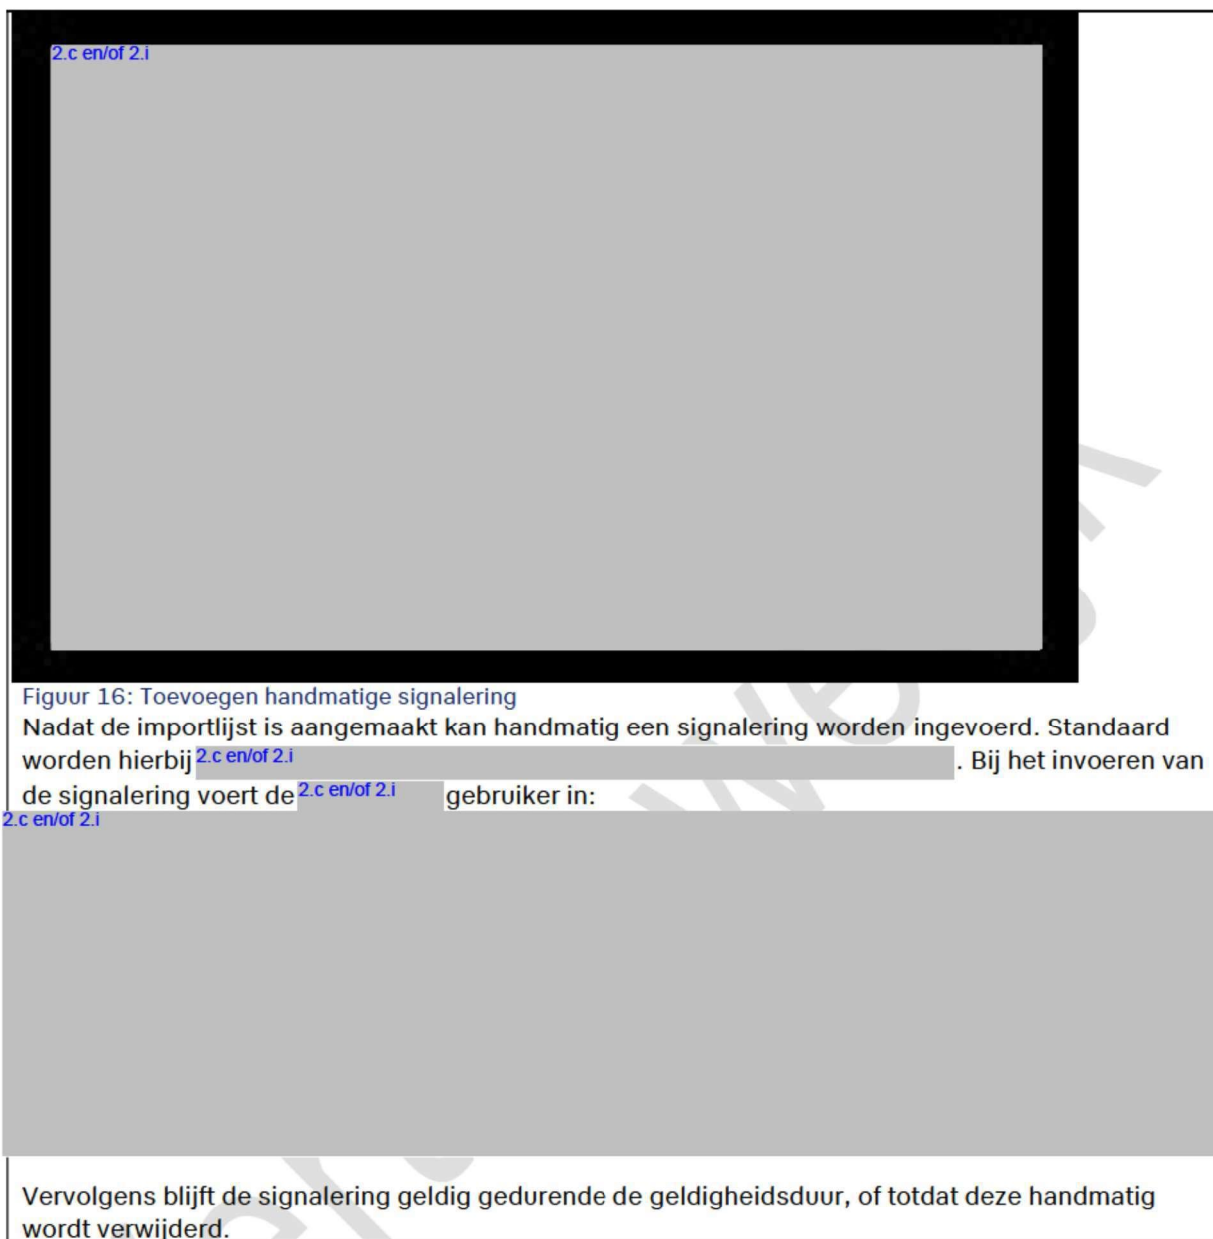 2.c en/of 2.i
Figuur 16: Toevoegen handmatige signalering
Nadat de importlijst is aangemaakt kan handmatig een signalering worden ingevoerd. Standaard
worden hierbij 2.c en/of 2.i . Bij het invoeren van
de signalering voert de 2.c en/of 2.i gebruiker in:
2.c en/of 2.i
Vervolgens blijft de signalering geldig gedurende de geldigheidsduur, of totdat deze handmatig
wordt verwijderd.